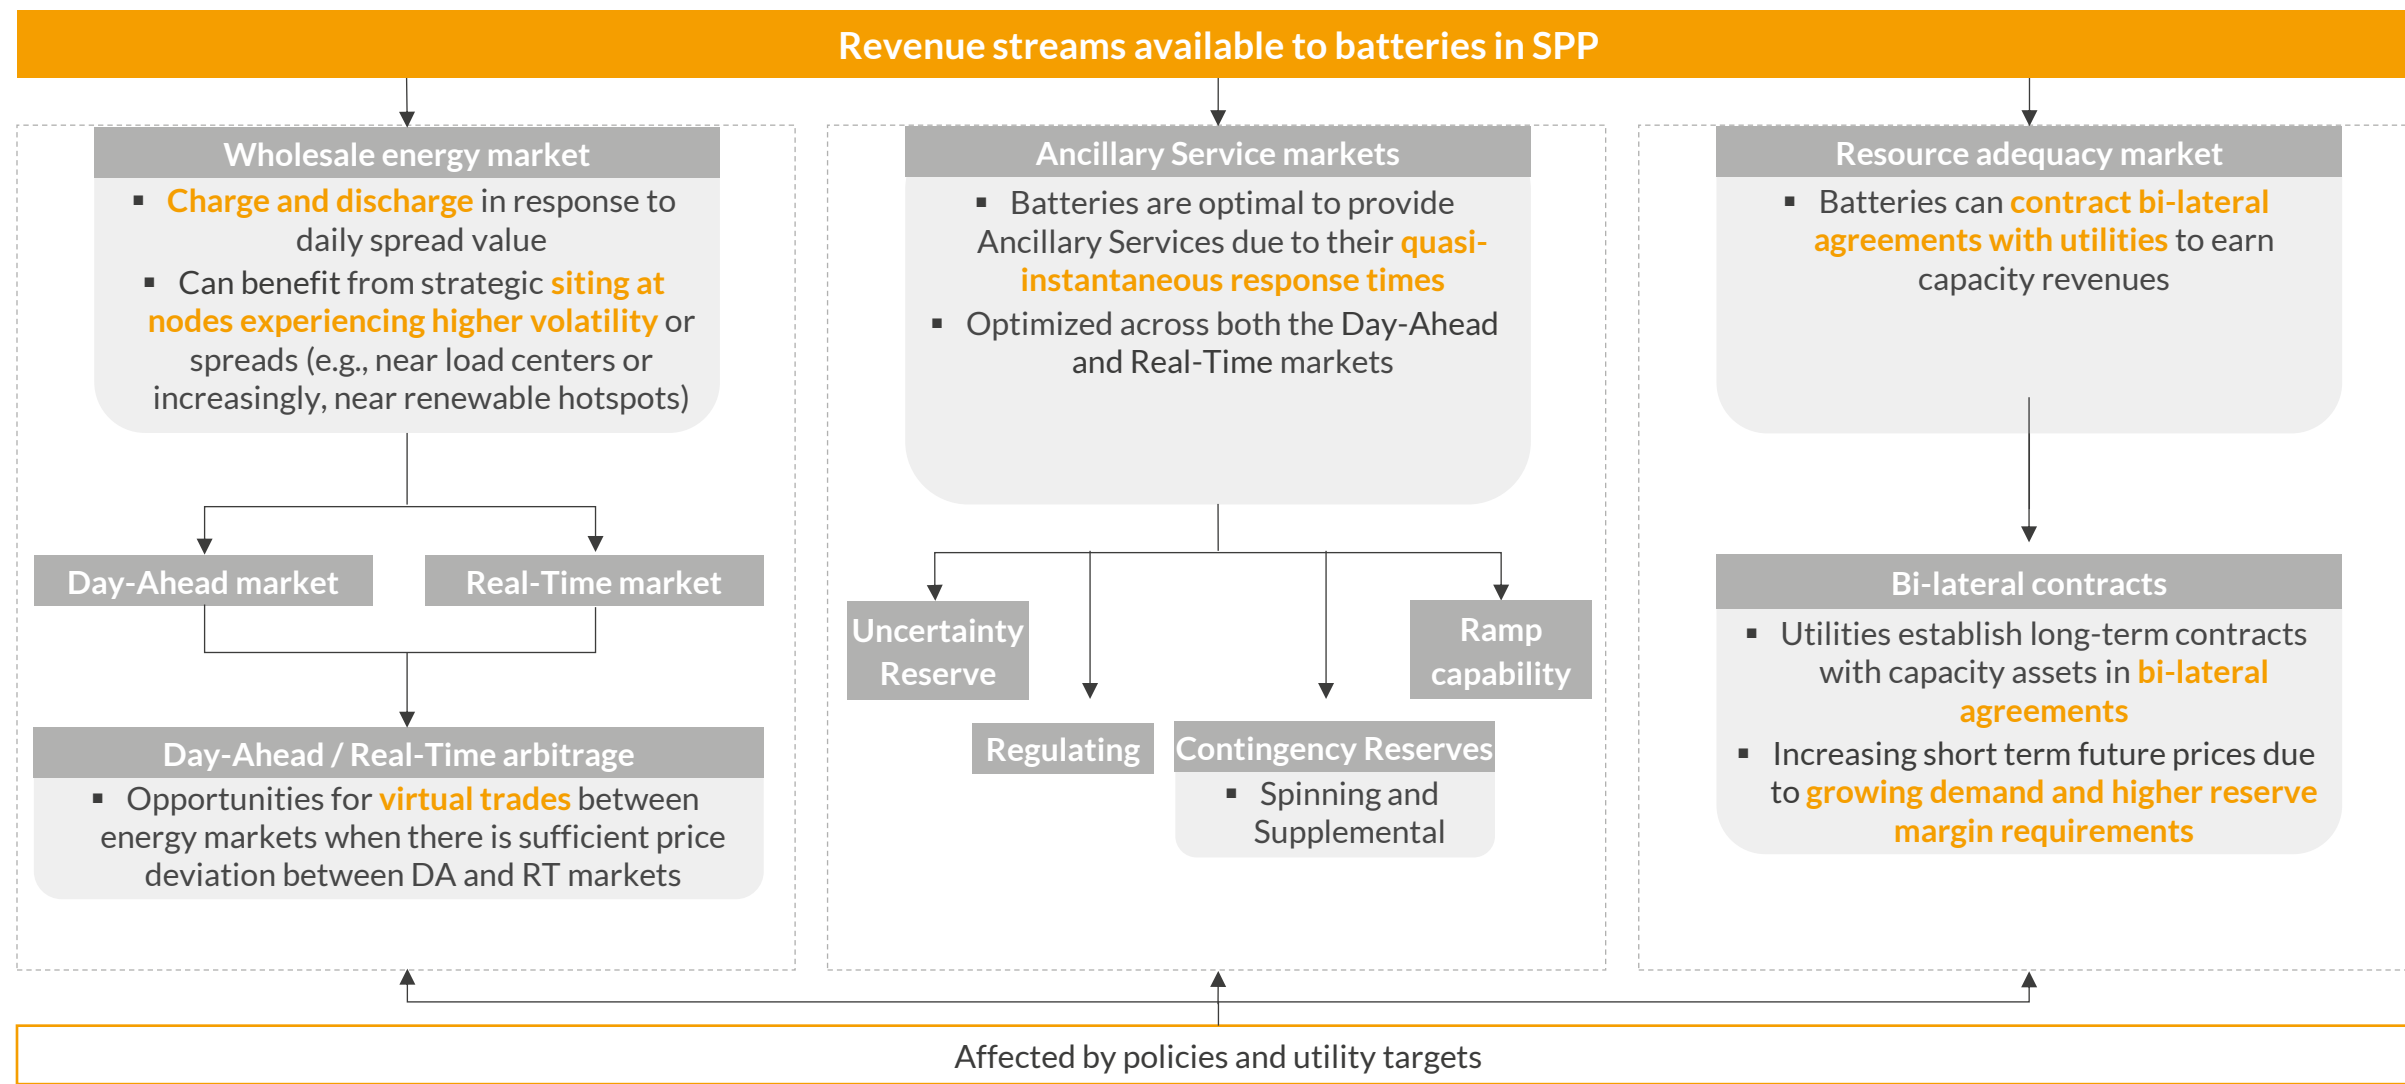 Revenue streams available to batteries in SPP
Wholesale energy market
▪ Charge and discharge in response to
daily spread value
▪ Can benefit from strategic siting at
nodes experiencing higher volatility or
spreads (e.g., near load centers or
increasingly, near renewable hotspots)
Day-Ahead market
Real-Time market
Day-Ahead / Real-Time arbitrage
▪ Opportunities for virtual trades between
energy markets when there is sufficient price
deviation between DA and RT markets
Ancillary Service markets
▪ Batteries are optimal to provide
Ancillary Services due to their quasi-
instantaneous response times
▪ Optimized across both the Day-Ahead
and Real-Time markets
Uncertainty
Reserve
Regulating
Contingency Reserves
▪ Spinning and
Supplemental
Ramp
capability
Resource adequacy market
▪ Batteries can contract bi-lateral
agreements with utilities to earn
capacity revenues
Bi-lateral contracts
▪ Utilities establish long-term contracts
with capacity assets in bi-lateral
agreements
▪ Increasing short term future prices due
to growing demand and higher reserve
margin requirements
Affected by policies and utility targets